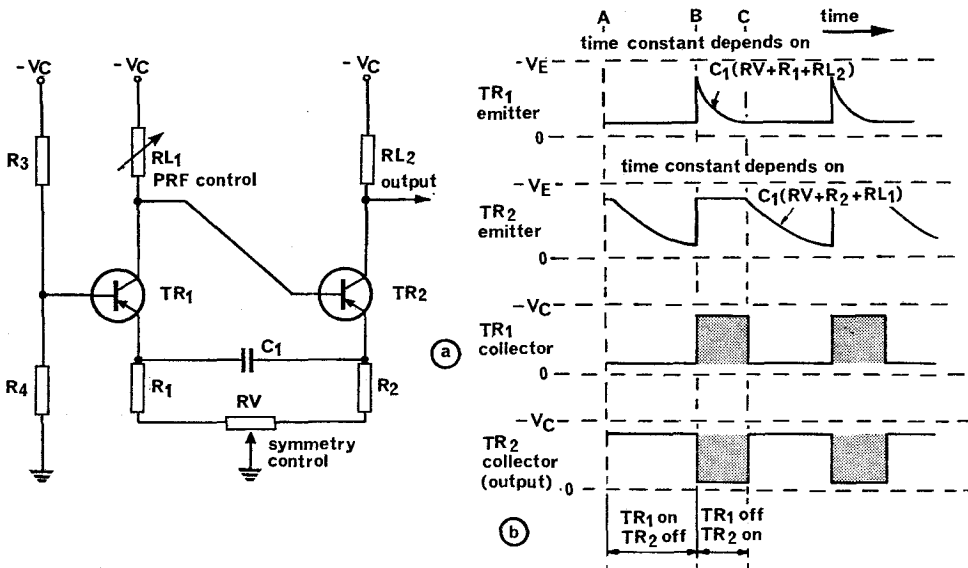 -VC
-VC
-VC
R3
RL1
PRF control
RL2
output
TR1
TR2
C1
R4
R1
R2
RV
symmetry
control
a
A
B
C
time
time constant depends on
-VE
C1(RV+R1+RL2)
TR1
emitter
0
time constant depends on
-VE
C1(RV+R2+RL1)
TR2
emitter
0
-VC
TR1
collector
0
-VC
TR2
collector
(output)
0
b
TR1 on
TR2 off
TR1 off
TR2 on